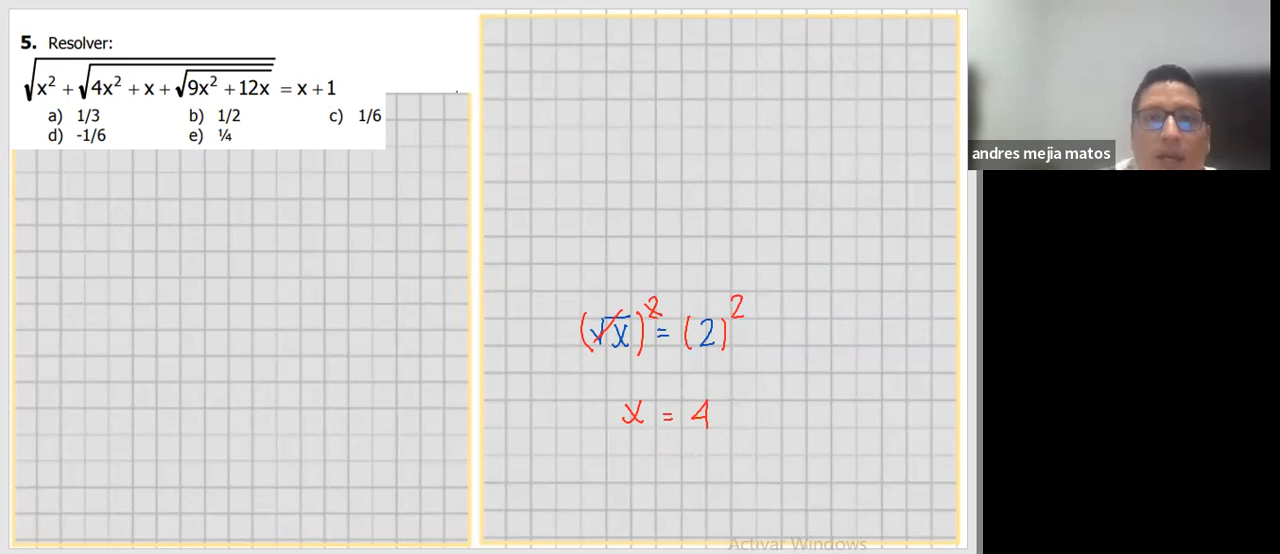 5. Resolver:
√(x² + √(4x² + x + √(9x² + 12x))) = x + 1
a) 1/3 b) 1/2 c) 1/6
d) -1/6 e) ¼
(√x)² = (2)²
x = 4
andres mejia matos
Activar Windows